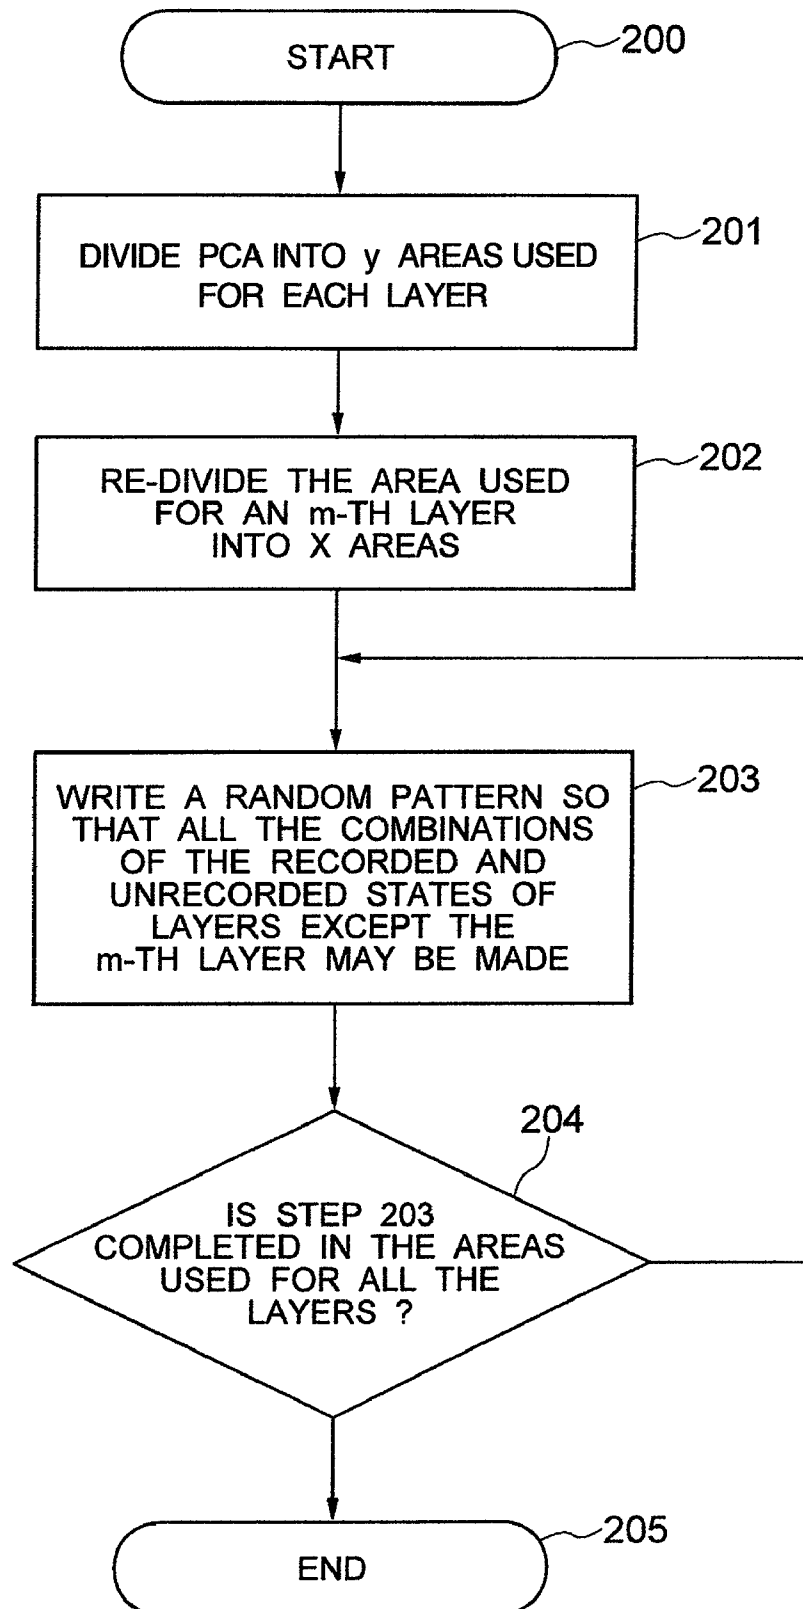 START
200
DIVIDE PCA INTO y AREAS USED
FOR EACH LAYER
201
RE-DIVIDE THE AREA USED
FOR AN m-TH LAYER
INTO X AREAS
202
WRITE A RANDOM PATTERN SO
THAT ALL THE COMBINATIONS
OF THE RECORDED AND
UNRECORDED STATES OF
LAYERS EXCEPT THE
m-TH LAYER MAY BE MADE
203
204
IS STEP 203
COMPLETED IN THE AREAS
USED FOR ALL THE
LAYERS ?
END
205